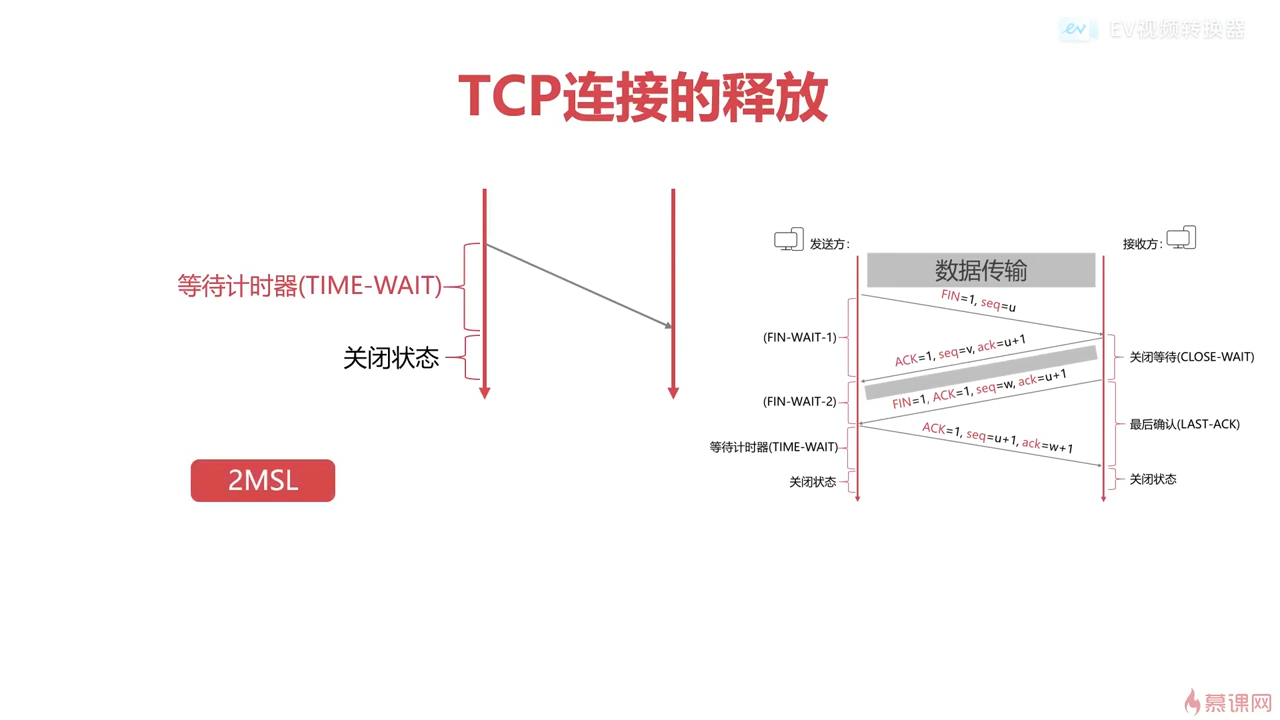 EV视频转换器
TCP连接的释放
等待计时器(TIME-WAIT)
关闭状态
2MSL
发送方:
接收方:
数据传输
FIN=1, seq=u
(FIN-WAIT-1)
ACK=1, seq=v, ack=u+1
关闭等待(CLOSE-WAIT)
(FIN-WAIT-2)
FIN=1, ACK=1, seq=w, ack=u+1
最后确认(LAST-ACK)
ACK=1, seq=u+1, ack=w+1
等待计时器(TIME-WAIT)
关闭状态
关闭状态
慕课网